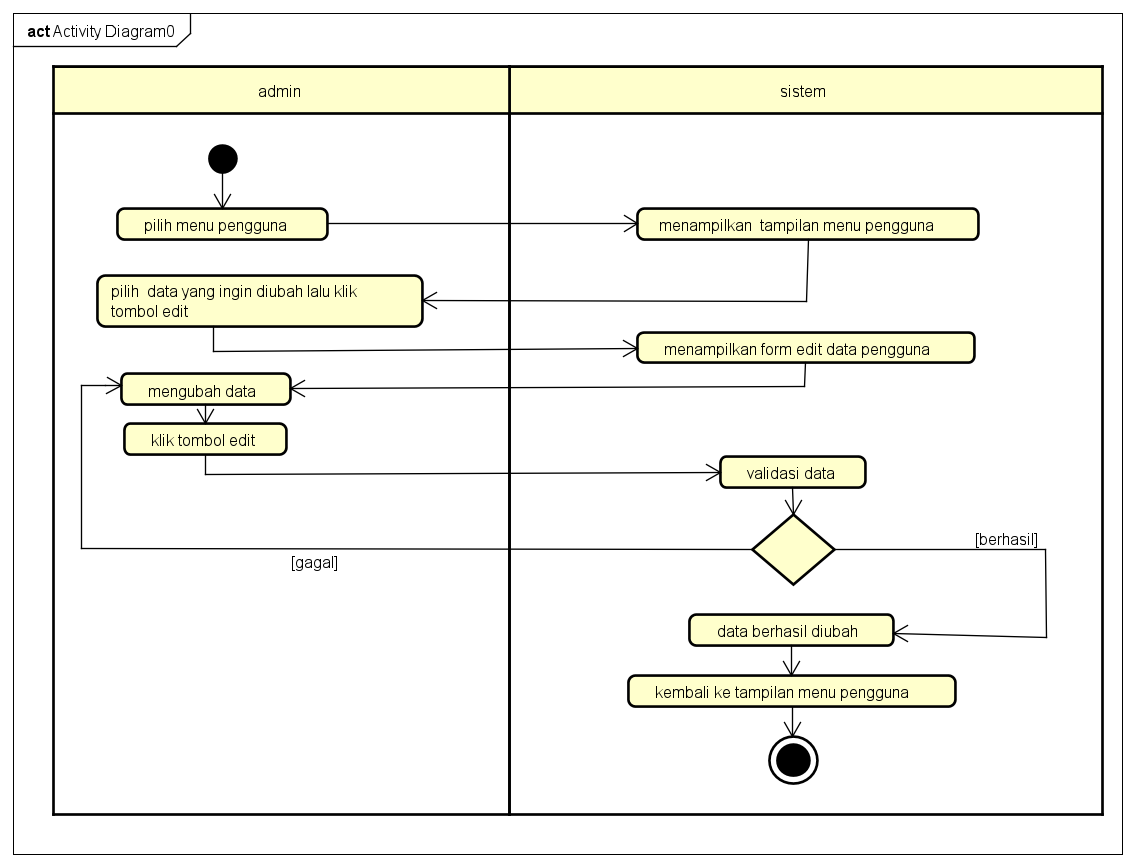 act Activity Diagram0
admin
sistem
pilih menu pengguna
menampilkan tampilan menu pengguna
pilih data yang ingin diubah lalu klik
tombol edit
menampilkan form edit data pengguna
mengubah data
klik tombol edit
validasi data
[berhasil]
[gagal]
data berhasil diubah
kembali ke tampilan menu pengguna